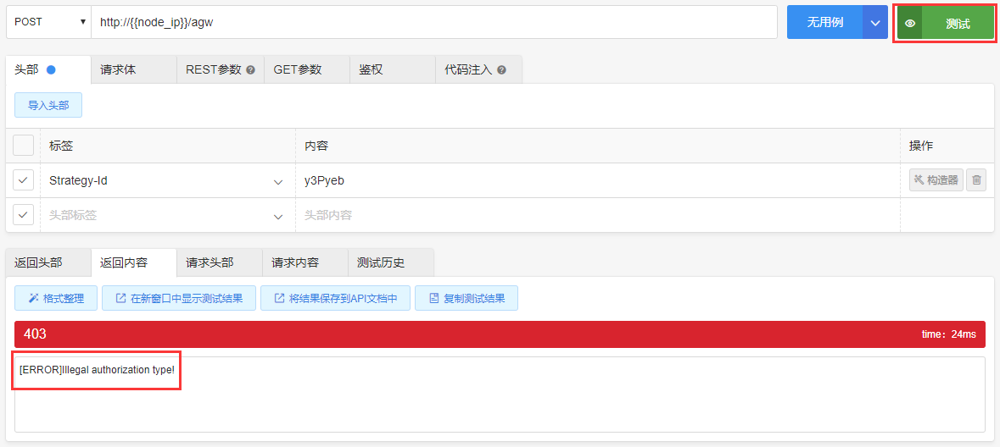 POST http://{{node_ip}}/agw 无用例 测试
头部 请求体 REST参数 ? GET参数 鉴权 代码注入 ?
导入头部
标签 内容 操作
Strategy-Id y3Pyeb 构造器
头部标签 头部内容
返回头部 返回内容 请求头部 请求内容 测试历史
格式整理 在新窗口中显示测试结果 将结果保存到API文档中 复制测试结果
403 time：24ms
[ERROR]Illegal authorization type!